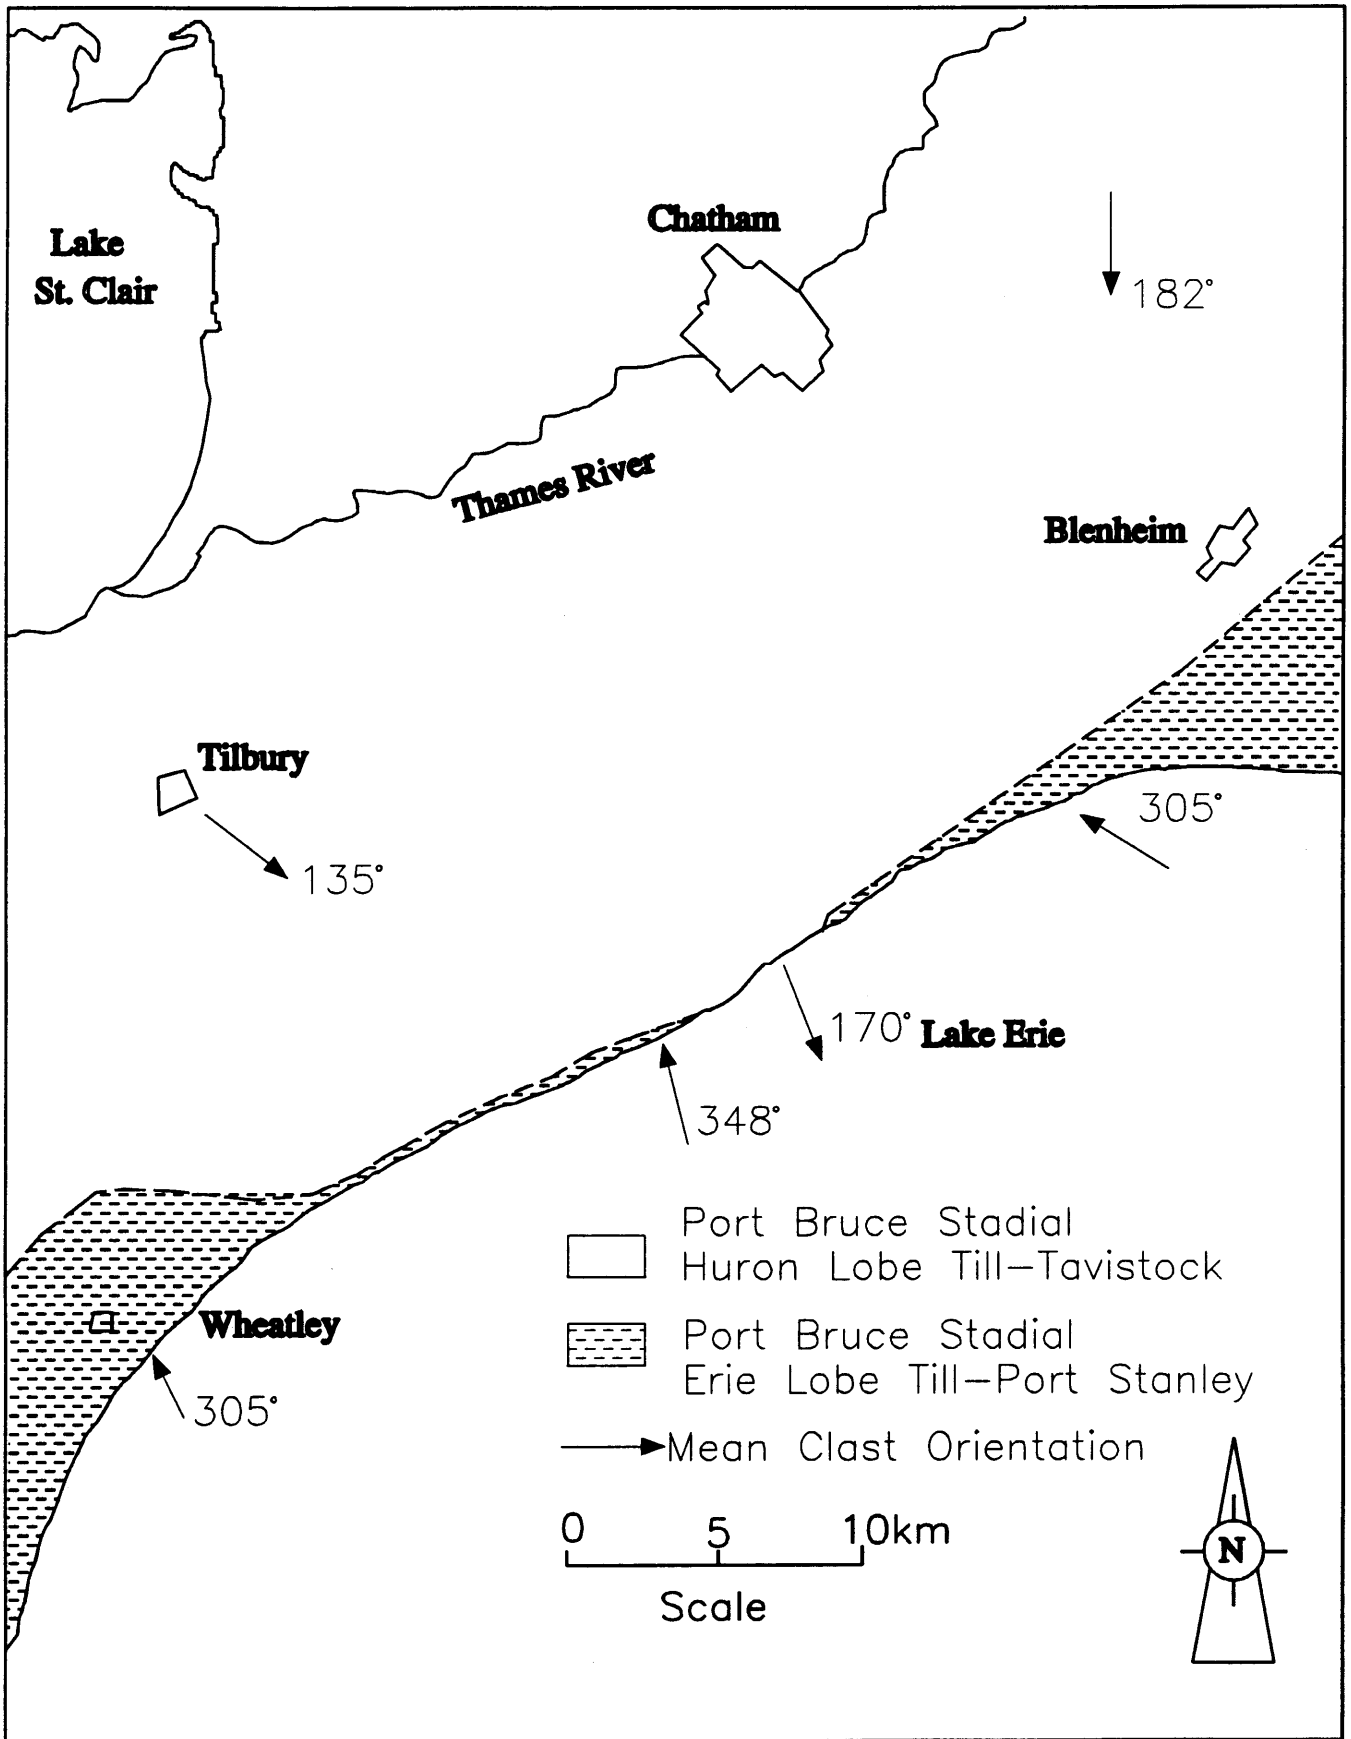 Chatham
Lake
St. Clair
182°
Thames River
Blenheim
Tilbury
305°
135°
170°
Lake Erie
348°
Port Bruce Stadial
Huron Lobe Till-Tavistock
Wheatley
Port Bruce Stadial
Erie Lobe Till-Port Stanley
305°
Mean Clast Orientation
0 5 10km
N
Scale